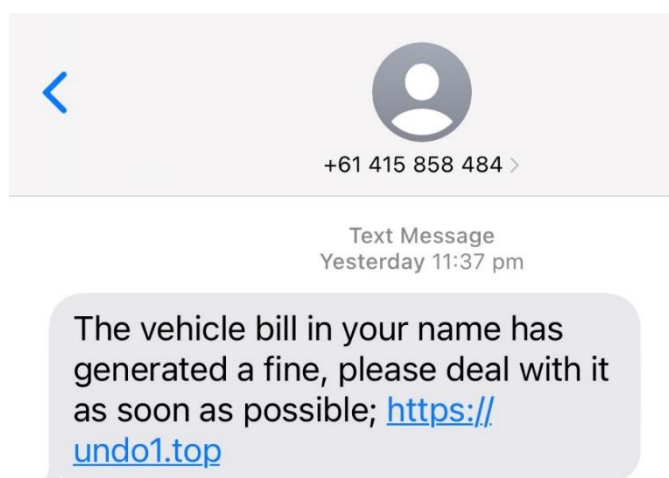 +61 415 858 484 >
Text Message
Yesterday 11:37 pm
The vehicle bill in your name has
generated a fine, please deal with it
as soon as possible; https://
undo1.top